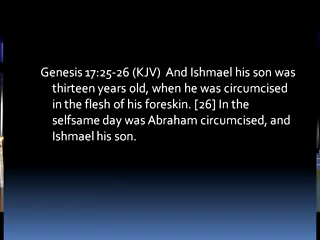 Genesis 17:25-26 (KJV)  And Ishmael his son was
thirteen years old, when he was circumcised
in the flesh of his foreskin. [26] In the
selfsame day was Abraham circumcised, and
Ishmael his son.